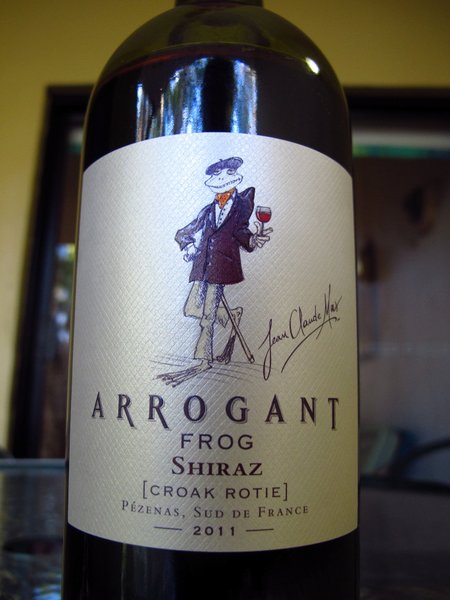 Jean Claude Mas
ARROGANT
FROG
SHIRAZ
[CROAK ROTIE]
PÉZENAS, SUD DE FRANCE
2011